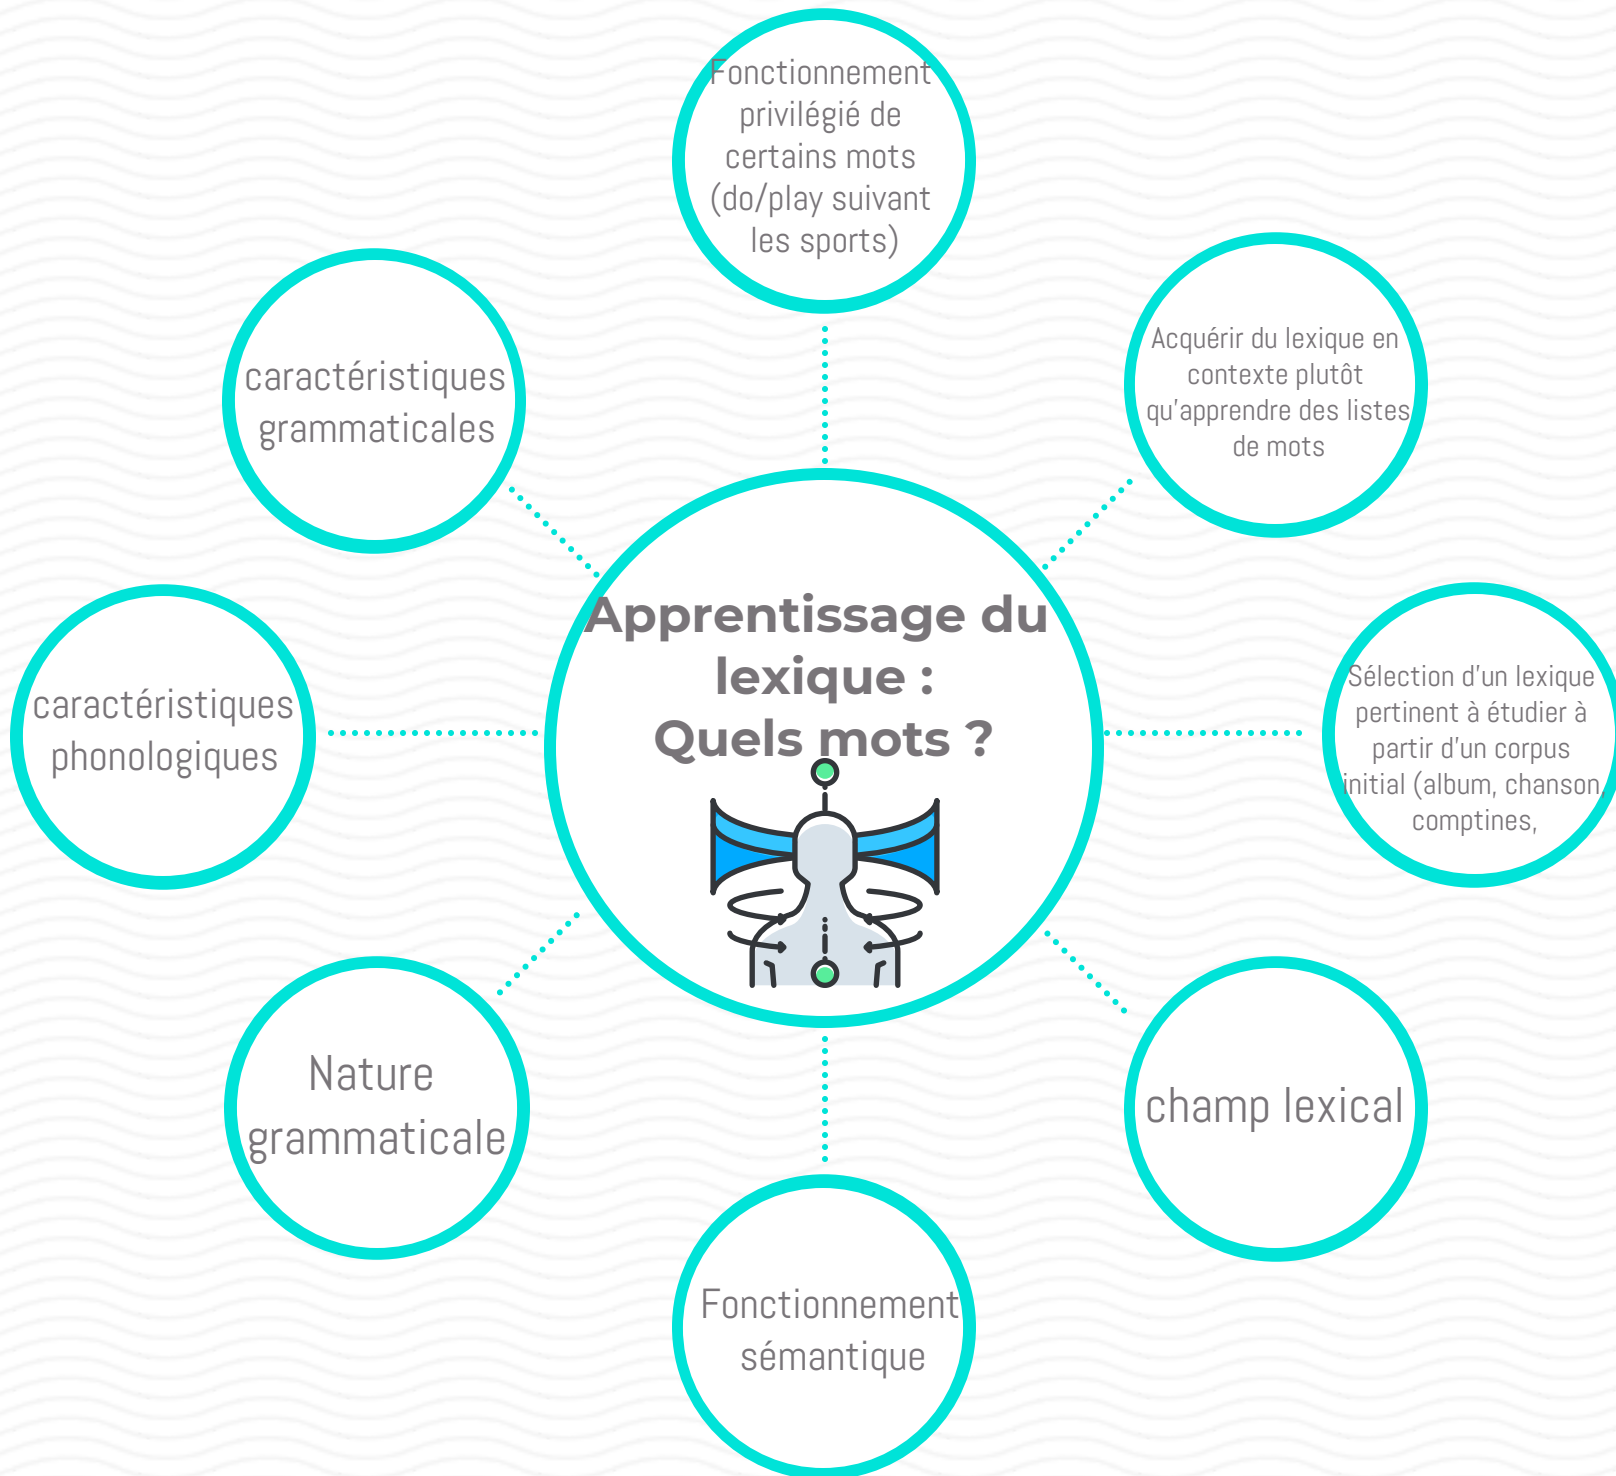 Fonctionnement
privilégié de
certains mots
(do/play suivant
les sports)
Acquérir du lexique en
contexte plutôt
qu'apprendre des listes
de mots
caractéristiques
grammaticales
Apprentissage du
lexique :
Quels mots ?
Sélection d'un lexique
pertinent à étudier à
partir d'un corpus
initial (album, chanson,
comptines,
caractéristiques
phonologiques
Nature
grammaticale
champ lexical
Fonctionnement
sémantique